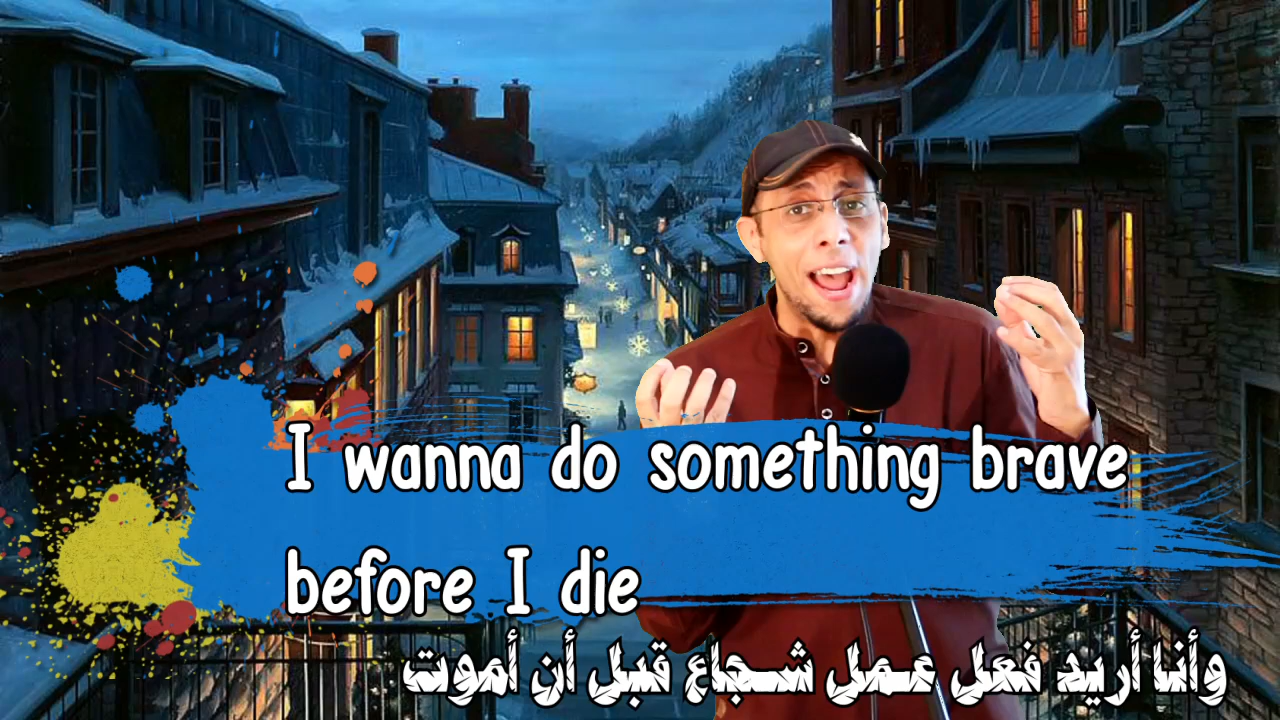 I wanna do something brave
before I die
وأنا أريد فعل عمل شجاع قبل أن أموت